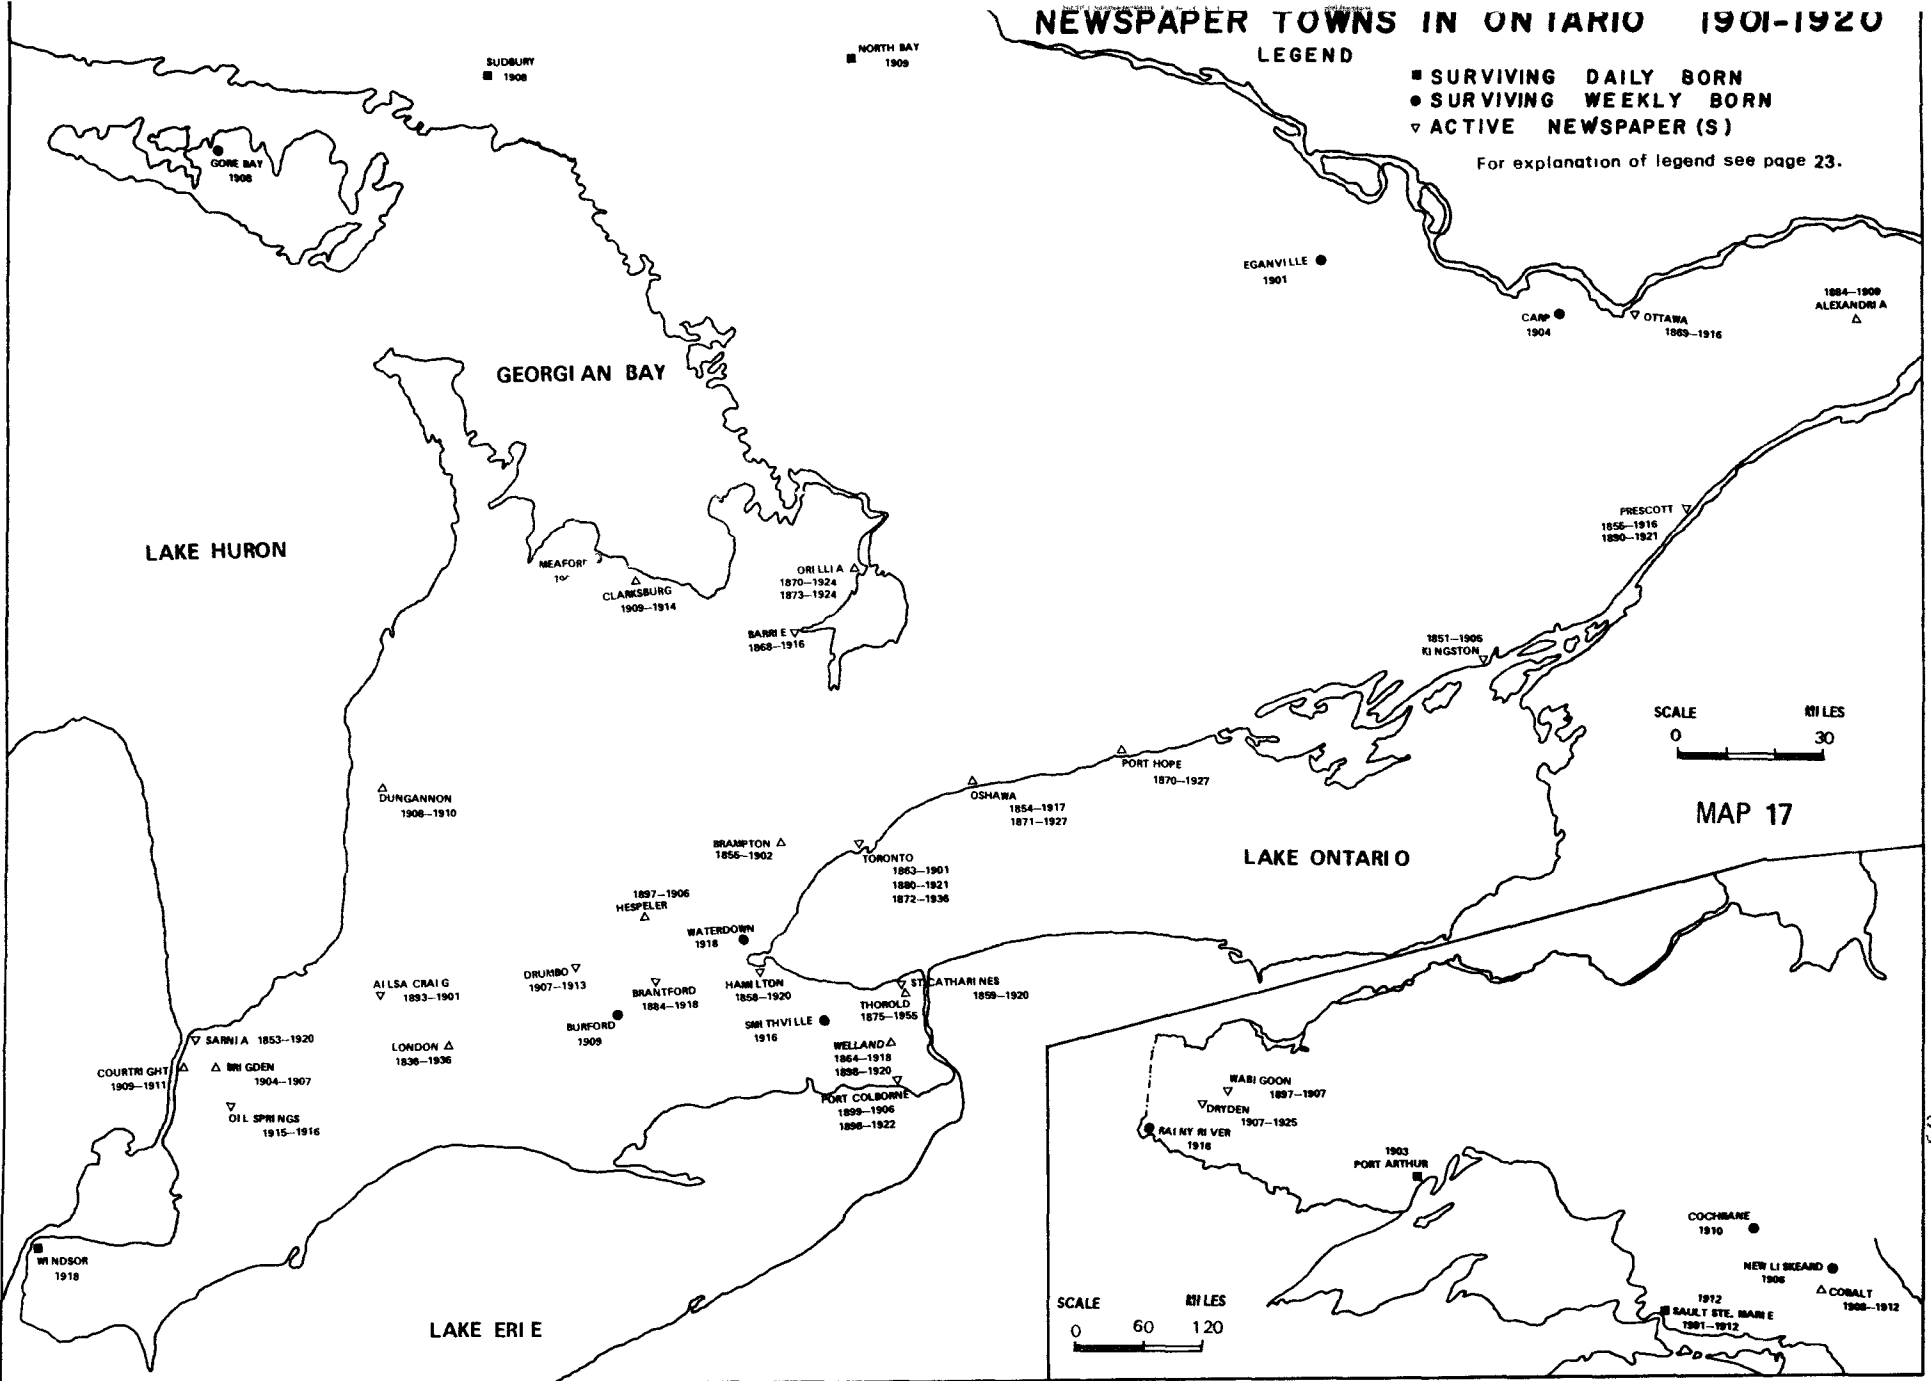 NEWSPAPER TOWNS IN ONTARIO 1901-1920
LEGEND
SURVIVING DAILY BORN
SURVIVING WEEKLY BORN
ACTIVE NEWSPAPER(S)
For explanation of legend see page 23.
SUDBURY
1908
NORTH BAY
1909
GORE BAY
1908
EGANVILLE
1901
CARP
1904
OTTAWA
1869-1916
1884-1909
ALEXANDRIA
GEORGIAN BAY
LAKE HURON
MEAFORD
CLARKSBURG
1909-1914
ORILLIA
1870-1924
1873-1924
BARRIE
1868-1916
PRESCOTT
1856-1916
1890-1921
1851-1905
KINGSTON
SCALE MILES
0 30
MAP 17
PORT HOPE
1870-1927
OSHAWA
1854-1917
1871-1927
LAKE ONTARIO
DUNGANNON
1908-1910
BRAMPTON
1855-1902
TORONTO
1863-1901
1880-1921
1872-1936
1897-1906
HESPELER
WATERDOWN
1918
AILSA CRAIG
1893-1901
DRUMBO
1907-1913
BRANTFORD
1884-1918
HAMILTON
1858-1920
ST. CATHARINES
1859-1920
THOROLD
1875-1955
BURFORD
1909
SMITHVILLE
1916
WELLAND
1864-1918
1898-1920
SARNIA 1853-1920
LONDON
1836-1936
COURTRIGHT
1909-1911
BRIGDEN
1904-1907
OIL SPRINGS
1915-1916
PORT COLBORNE
1899-1906
1898-1922
WINDSOR
1918
LAKE ERIE
WABIGOON
1897-1907
DRYDEN
1907-1925
RAINY RIVER
1916
1903
PORT ARTHUR
COCHRANE
1910
NEW LISKEARD
1906
COBALT
1908-1912
1912
SAULT STE. MARIE
1901-1912
SCALE MILES
0 60 120